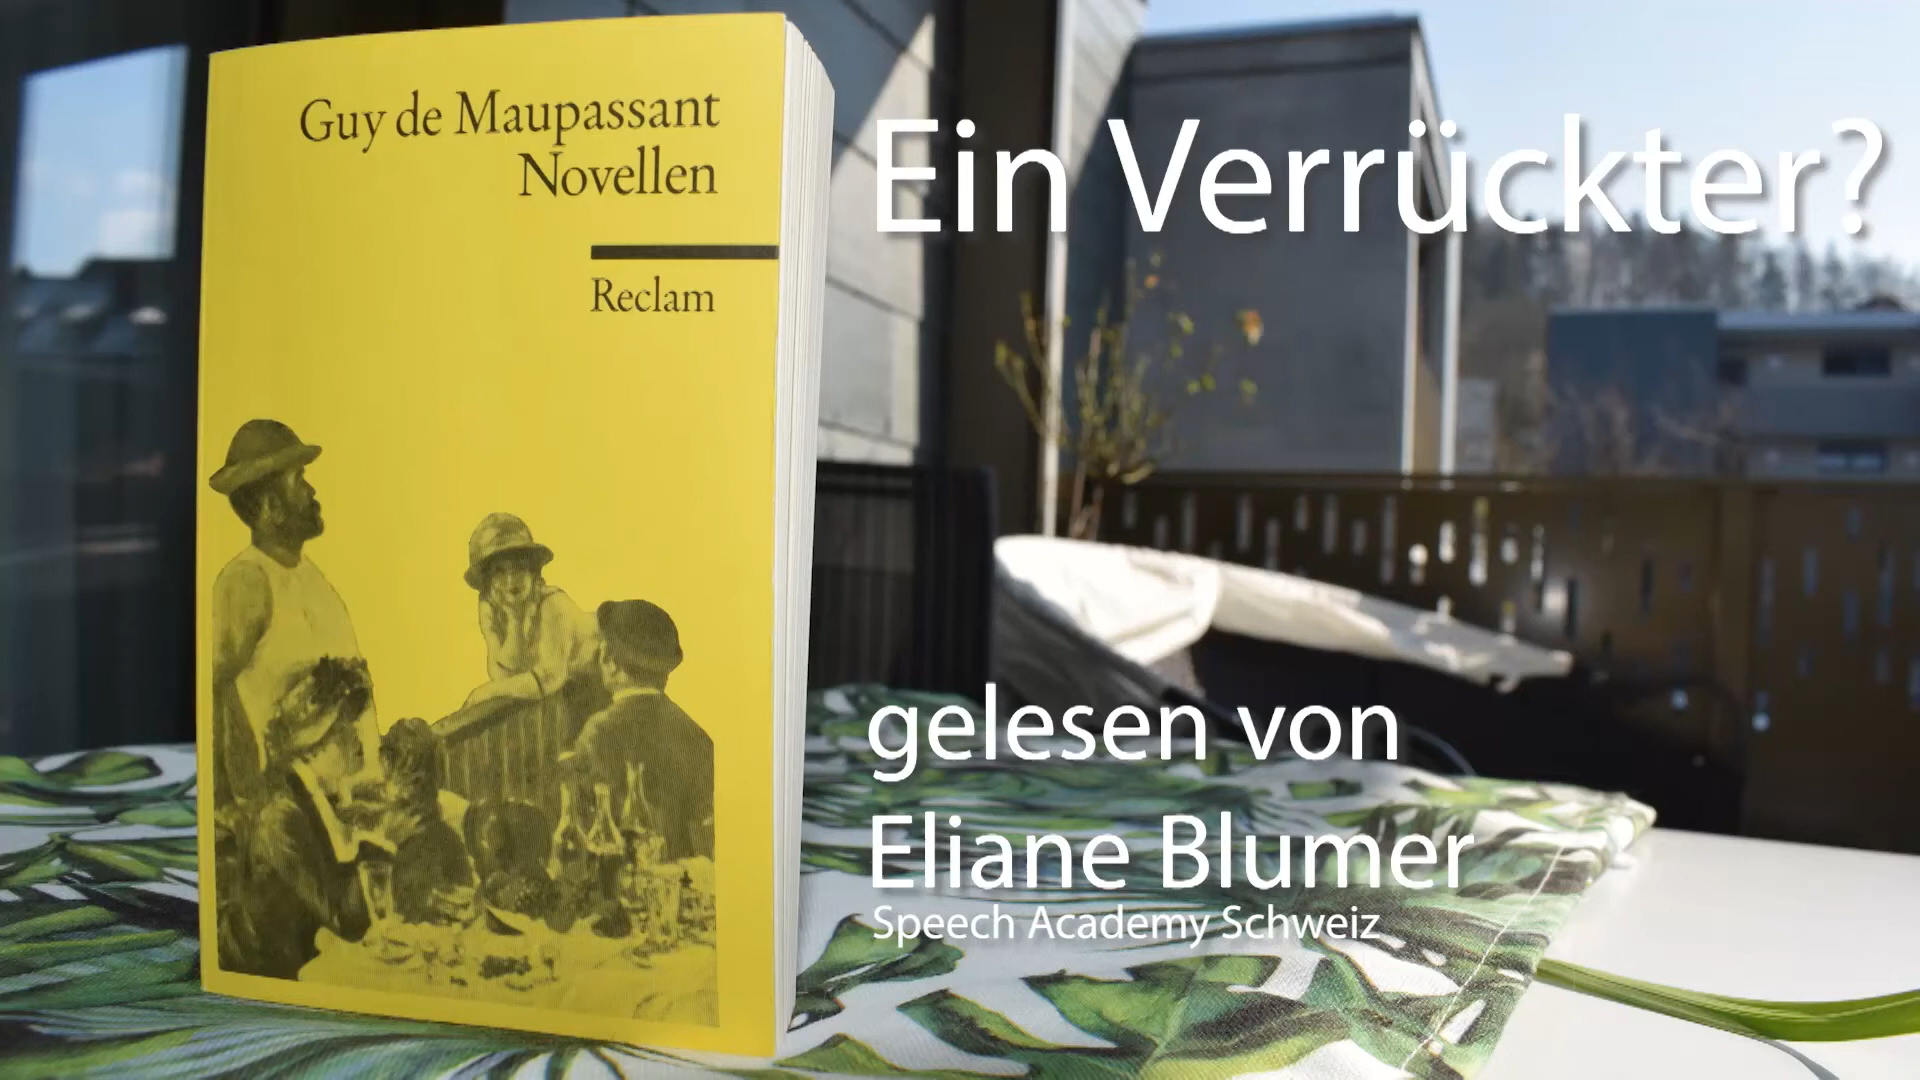 Guy de Maupassant
Novellen
Reclam
Ein Verrückter?
gelesen von
Eliane Blumer
Speech Academy Schweiz